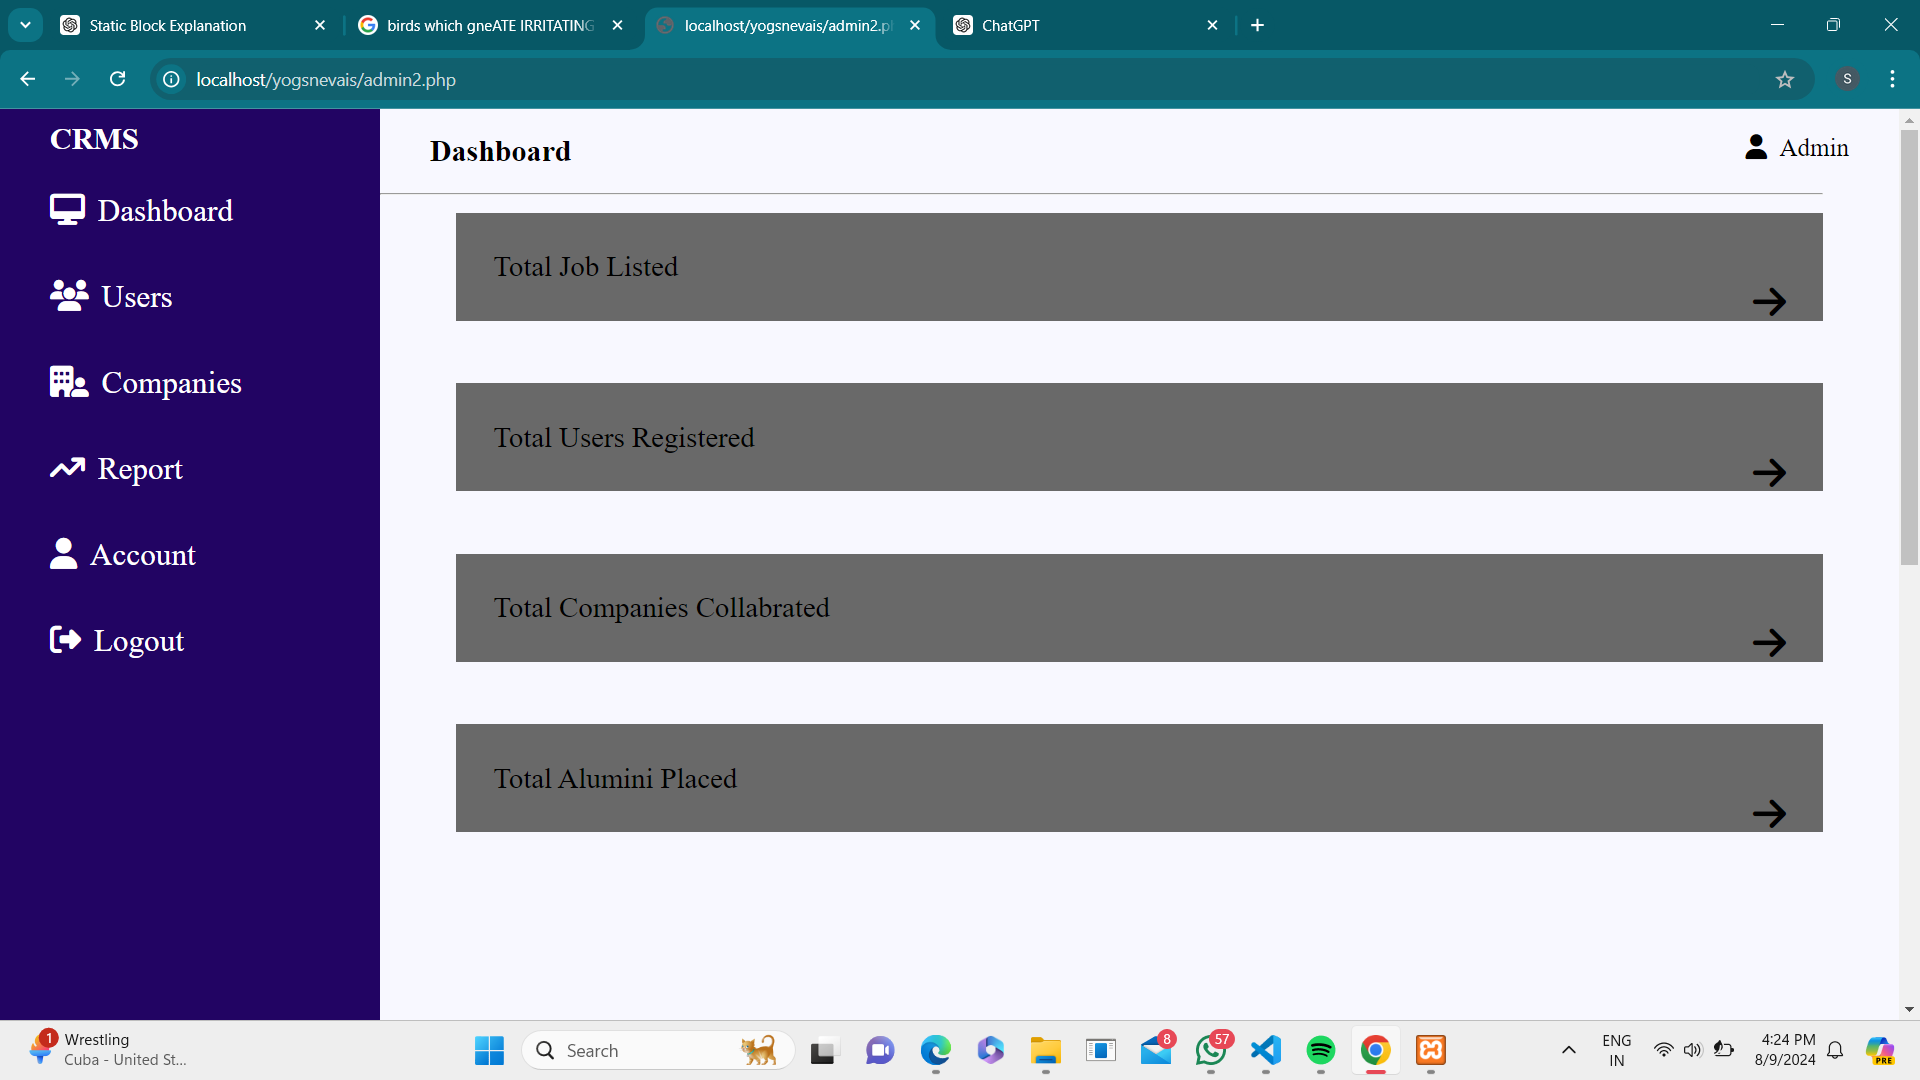 Static Block Explanation
birds which gneATE IRRITATING
localhost/yogsnevais/admin2.p
ChatGPT
localhost/yogsnevais/admin2.php
S
CRMS
Dashboard
Users
Companies
Report
Account
Logout
Dashboard
Admin
Total Job Listed
Total Users Registered
Total Companies Collabrated
Total Alumini Placed
1
Wrestling
Cuba - United St...
Search
8
57
ENG
IN
4:24 PM
8/9/2024
PRE